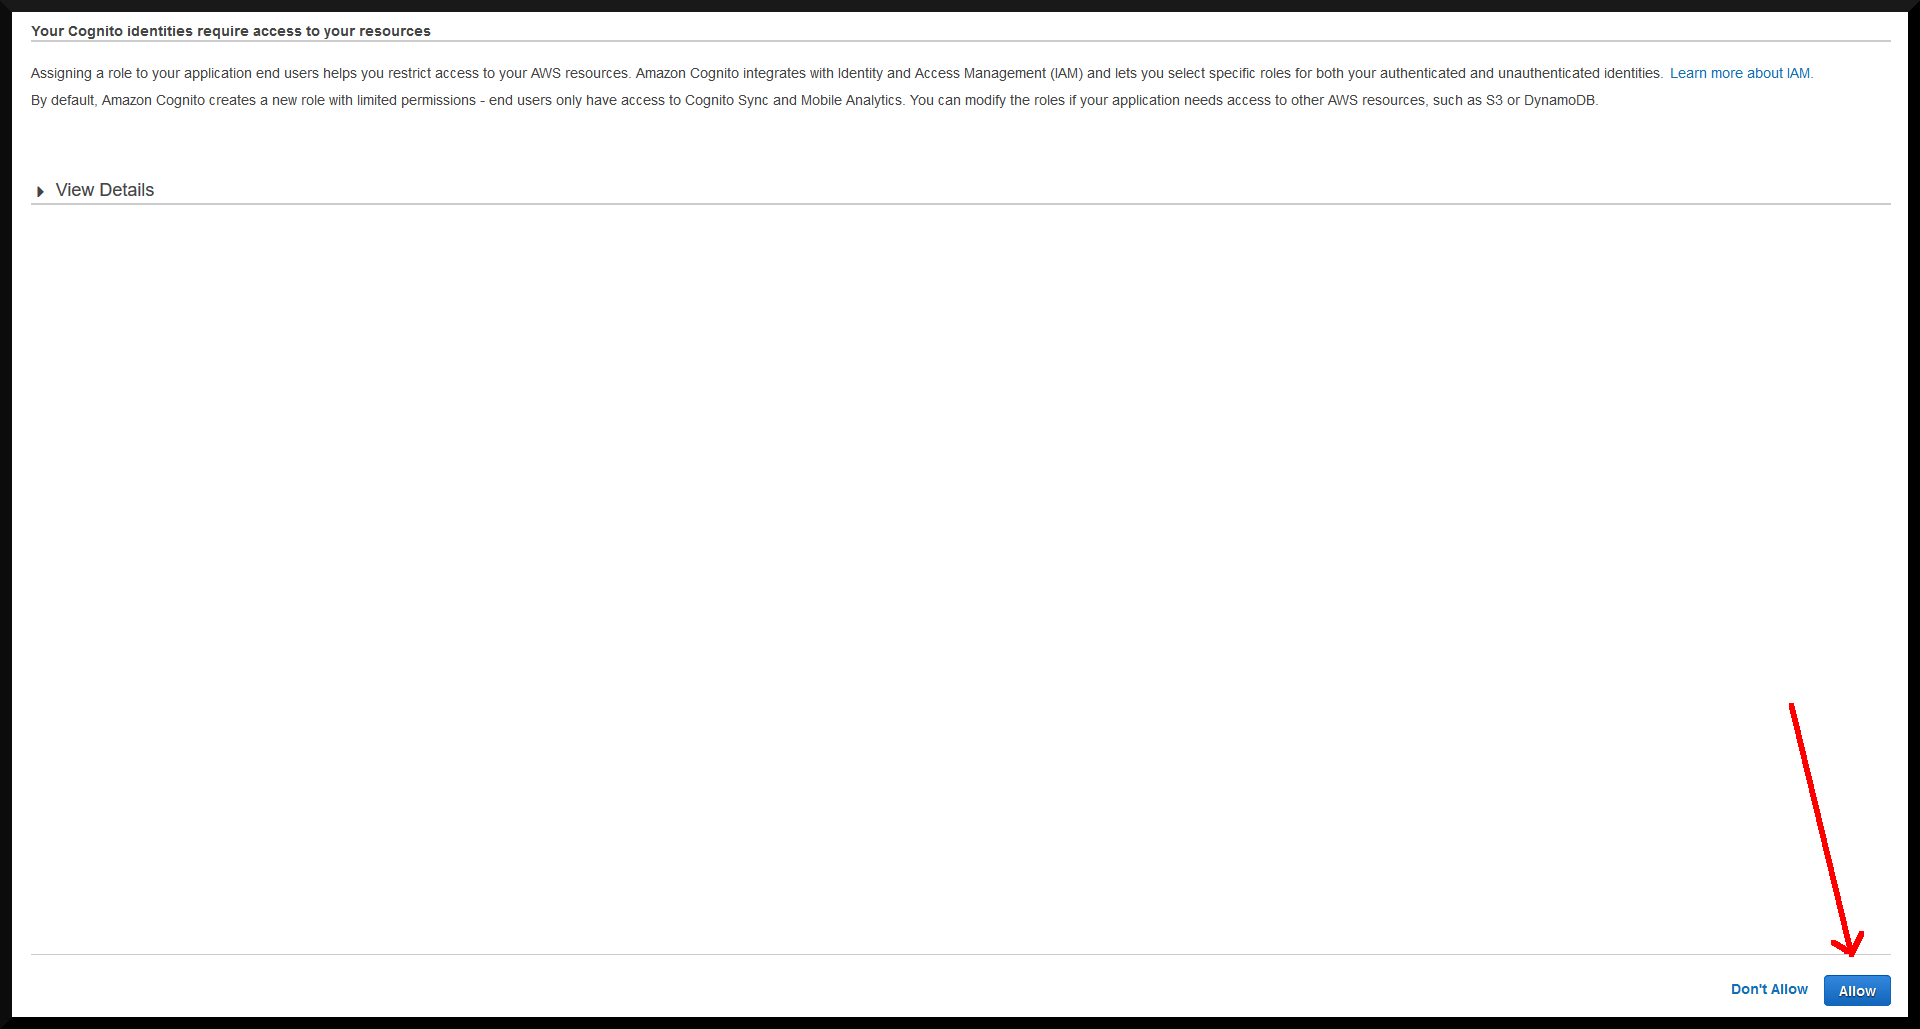 Your Cognito identities require access to your resources
Assigning a role to your application end users helps you restrict access to your AWS resources. Amazon Cognito integrates with Identity and Access Management (IAM) and lets you select specific roles for both your authenticated and unauthenticated identities. Learn more about IAM.
By default, Amazon Cognito creates a new role with limited permissions - end users only have access to Cognito Sync and Mobile Analytics. You can modify the roles if your application needs access to other AWS resources, such as S3 or DynamoDB.
View Details
Don't Allow Allow